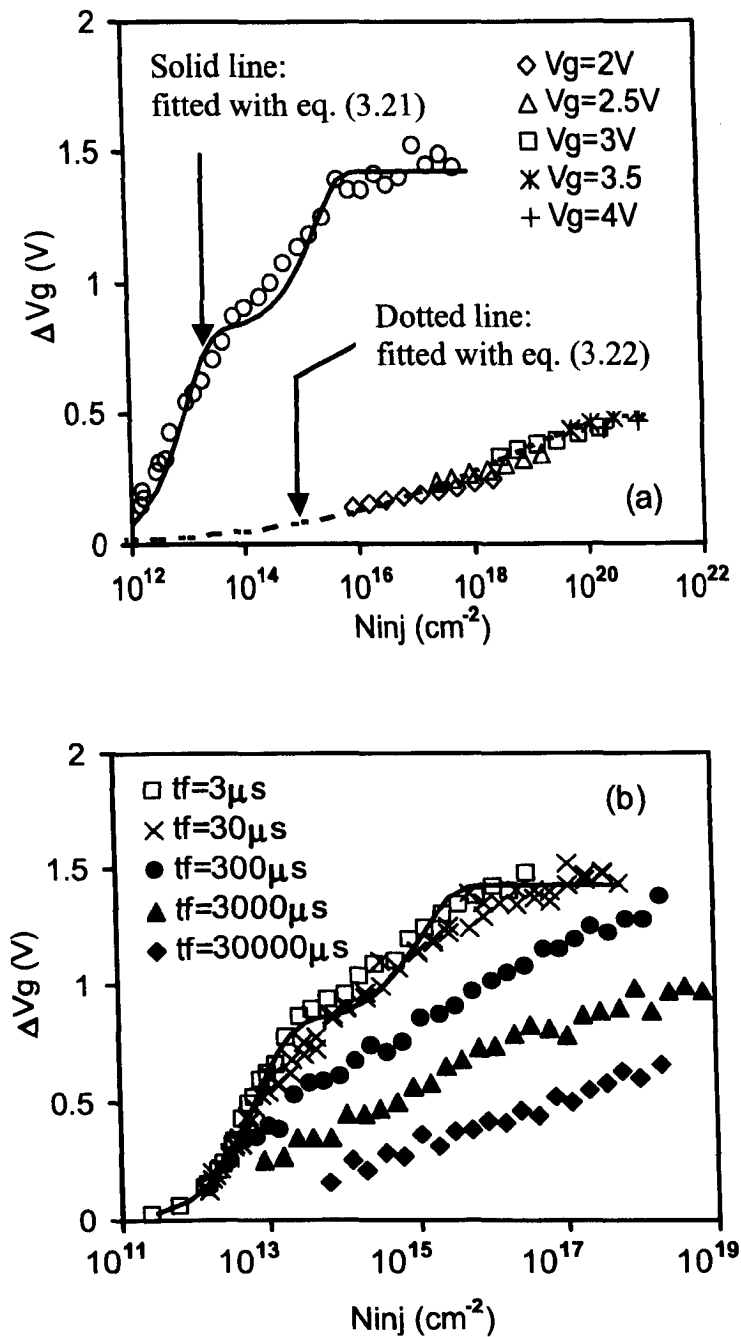 2
Solid line:
fitted with eq. (3.21)
◇ Vg=2V
△ Vg=2.5V
□ Vg=3V
✳ Vg=3.5
+ Vg=4V
1.5
ΔVg (V)
1
Dotted line:
fitted with eq. (3.22)
0.5
(a)
0
10^12 10^14 10^16 10^18 10^20 10^22
Ninj (cm^-2)
2
□ tf=3μs
× tf=30μs
● tf=300μs
▲ tf=3000μs
◆ tf=30000μs
(b)
1.5
ΔVg (V)
1
0.5
0
10^11 10^13 10^15 10^17 10^19
Ninj (cm^-2)